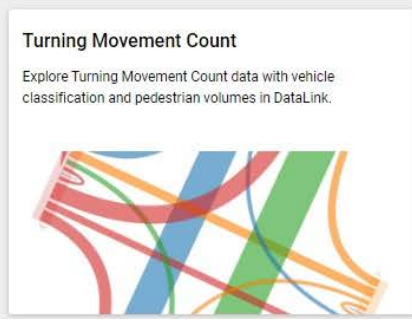 Turning Movement Count
Explore Turning Movement Count data with vehicle
classification and pedestrian volumes in DataLink.